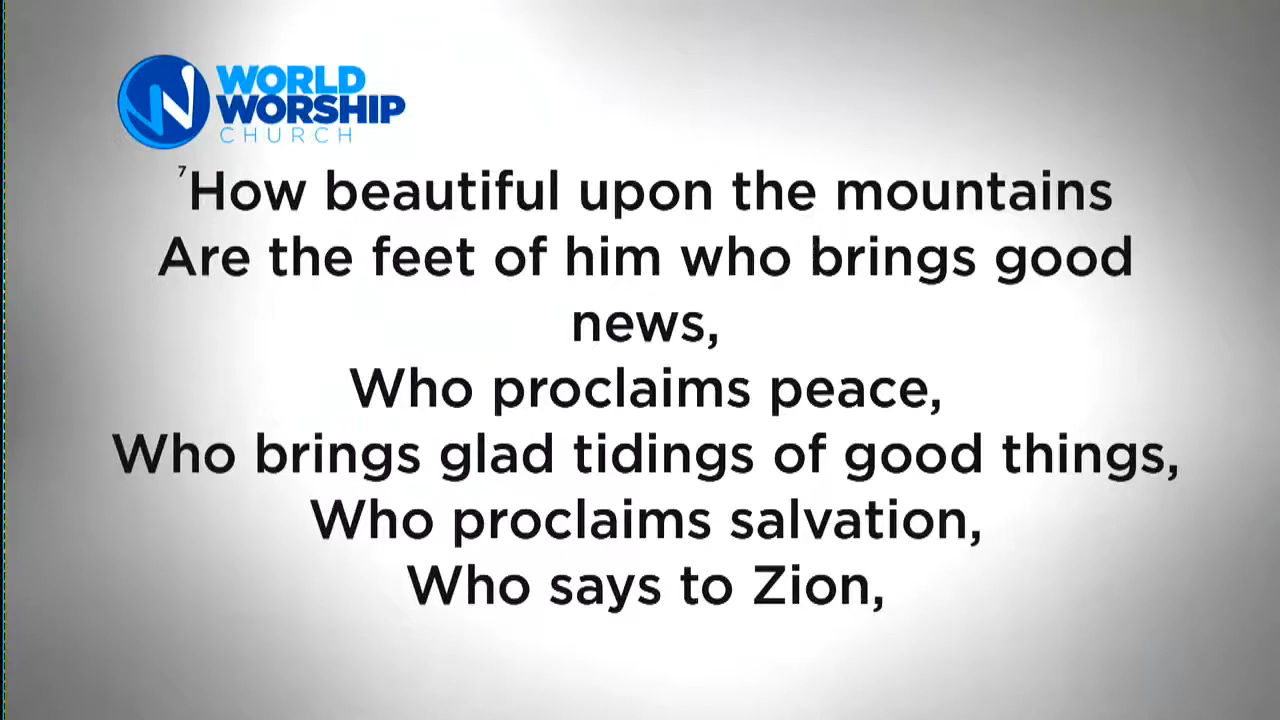 WORLD
WORSHIP
CHURCH
⁷How beautiful upon the mountains
Are the feet of him who brings good
news,
Who proclaims peace,
Who brings glad tidings of good things,
Who proclaims salvation,
Who says to Zion,